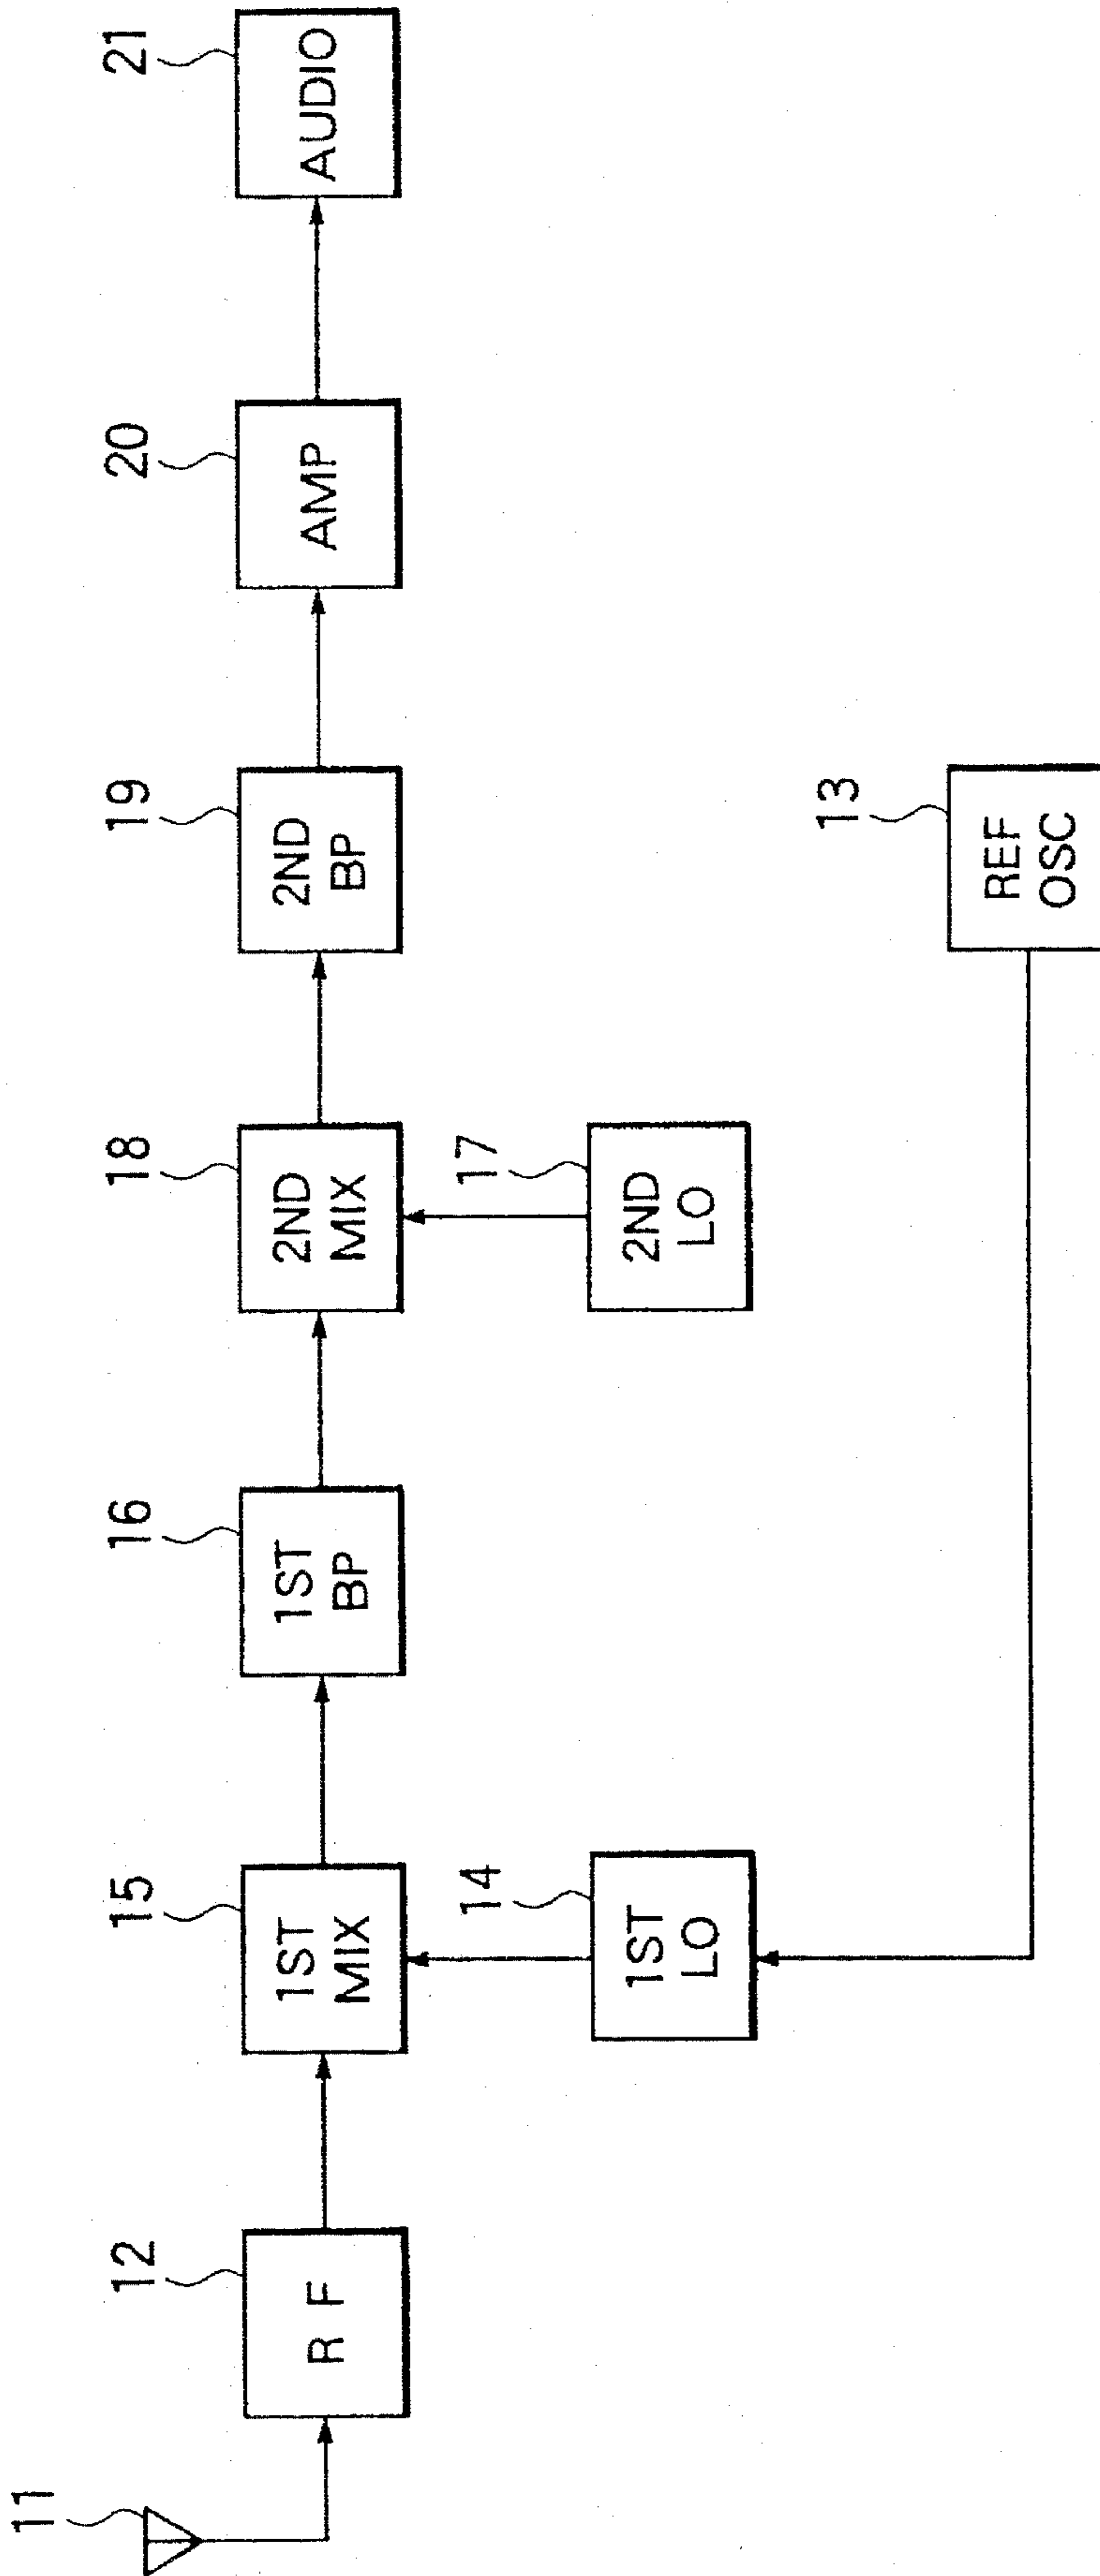 11
12
R F
15
1ST
MIX
14
1ST
LO
16
1ST
BP
18
2ND
MIX
17
2ND
LO
19
2ND
BP
13
REF
OSC
20
AMP
21
AUDIO